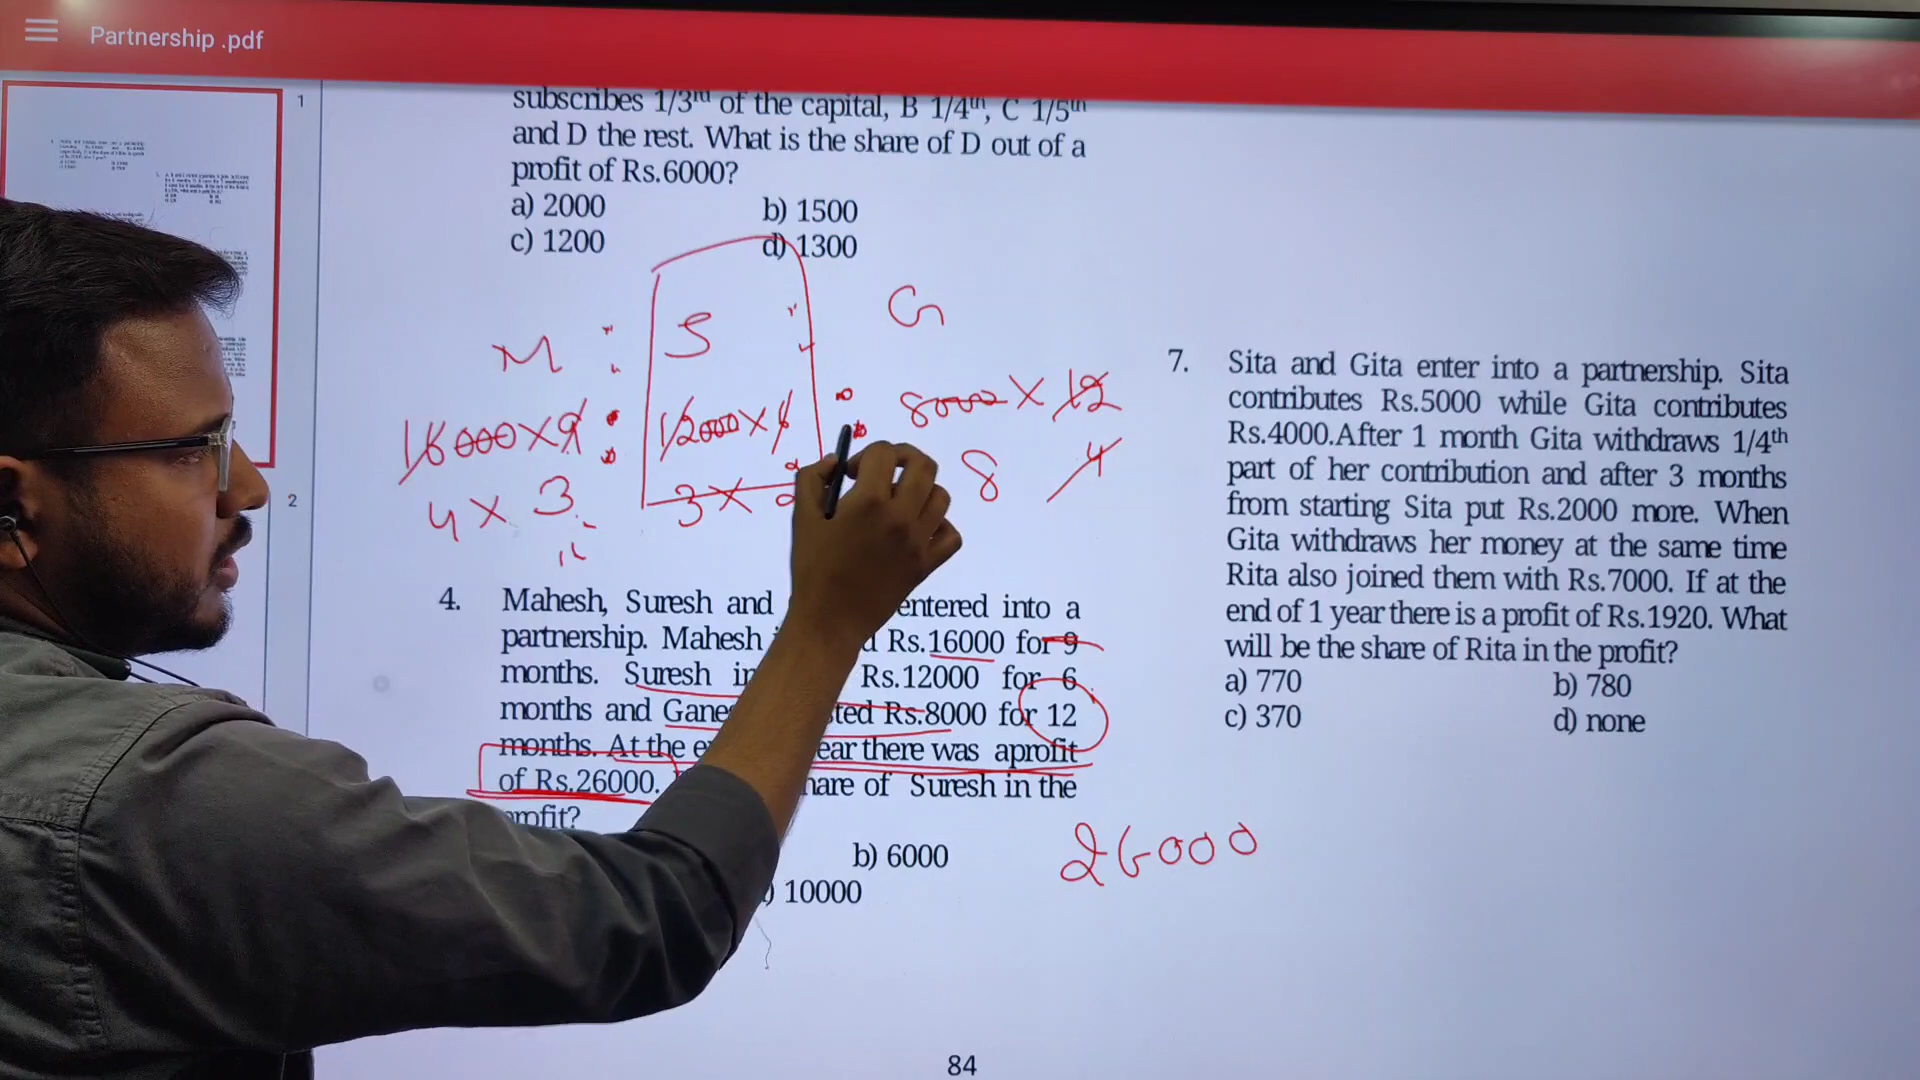 Partnership .pdf
1
2
subscribes 1/3rd of the capital, B 1/4th, C 1/5th
and D the rest. What is the share of D out of a
profit of Rs.6000?
a) 2000 b) 1500
c) 1200 d) 1300
M : S : G
16000 × 9 : 12000 × 6 : 8000 × 12
4 × 3 3 × 2 8 4
12
4. Mahesh, Suresh and entered into a
partnership. Mahesh Rs.16000 for 9
months. Suresh in Rs.12000 for 6
months and Ganes ted Rs.8000 for 12
months. At the e ear there was aprofit
of Rs.26000. hare of Suresh in the
profit?
b) 6000
) 10000
26000
7. Sita and Gita enter into a partnership. Sita
contributes Rs.5000 while Gita contributes
Rs.4000.After 1 month Gita withdraws 1/4th
part of her contribution and after 3 months
from starting Sita put Rs.2000 more. When
Gita withdraws her money at the same time
Rita also joined them with Rs.7000. If at the
end of 1 year there is a profit of Rs.1920. What
will be the share of Rita in the profit?
a) 770 b) 780
c) 370 d) none
84